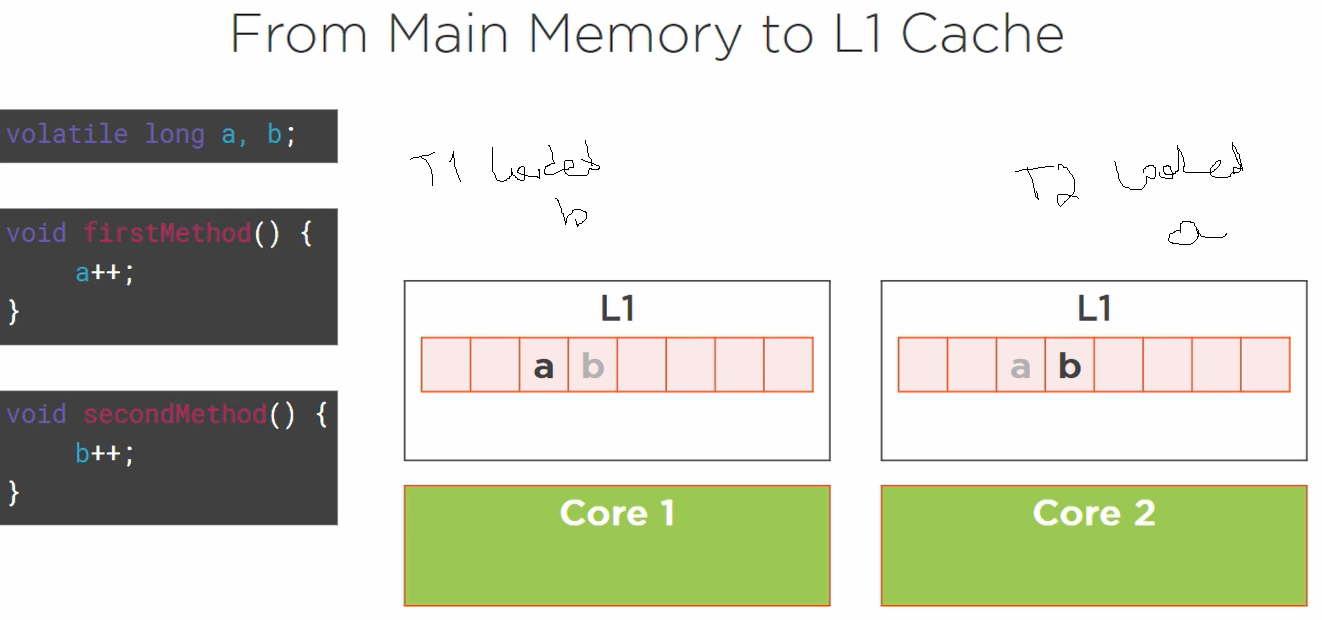 From Main Memory to L1 Cache
volatile long a, b;
void firstMethod() {
a++;
}
void secondMethod() {
b++;
}
T1 loaded
b
T2 loaded
a
L1
a b
Core 1
L1
a b
Core 2